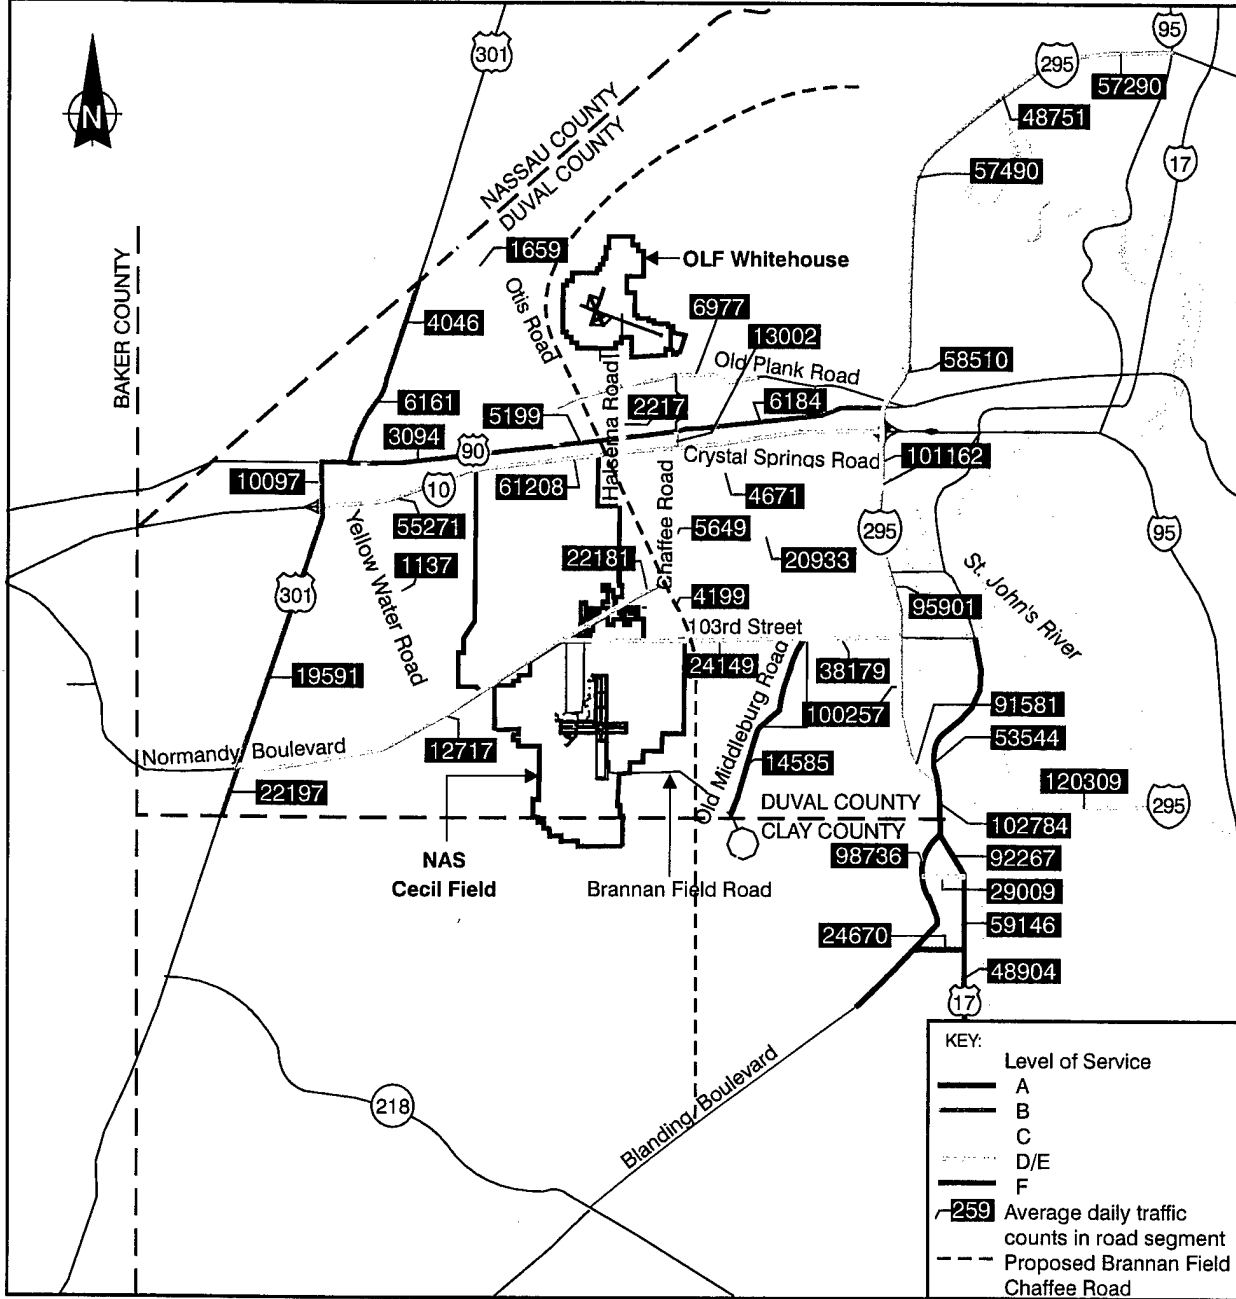 95
301
295
57290
48751
N
17
57490
NASSAU COUNTY
DUVAL COUNTY
1659
OLF Whitehouse
BAKER COUNTY
Otis Road
6977
4046
13002
58510
Old Plank Road
6161
5199
Halsema Road
2217
6184
3094
90
Crystal Springs Road
101162
10097
10
61208
4671
55271
Yellow Water Road
Chaffee Road
5649
295
95
22181
20933
1137
St. John's River
301
4199
95901
103rd Street
24149
Old Middleburg Road
38179
19591
100257
91581
53544
Normandy Boulevard
12717
14585
120309
22197
DUVAL COUNTY
295
102784
CLAY COUNTY
98736
92267
NAS
Cecil Field
Brannan Field Road
29009
59146
24670
48904
17
KEY:
Level of Service
A
B
C
D/E
F
259 Average daily traffic
counts in road segment
Proposed Brannan Field
Chaffee Road
Blanding Boulevard
218